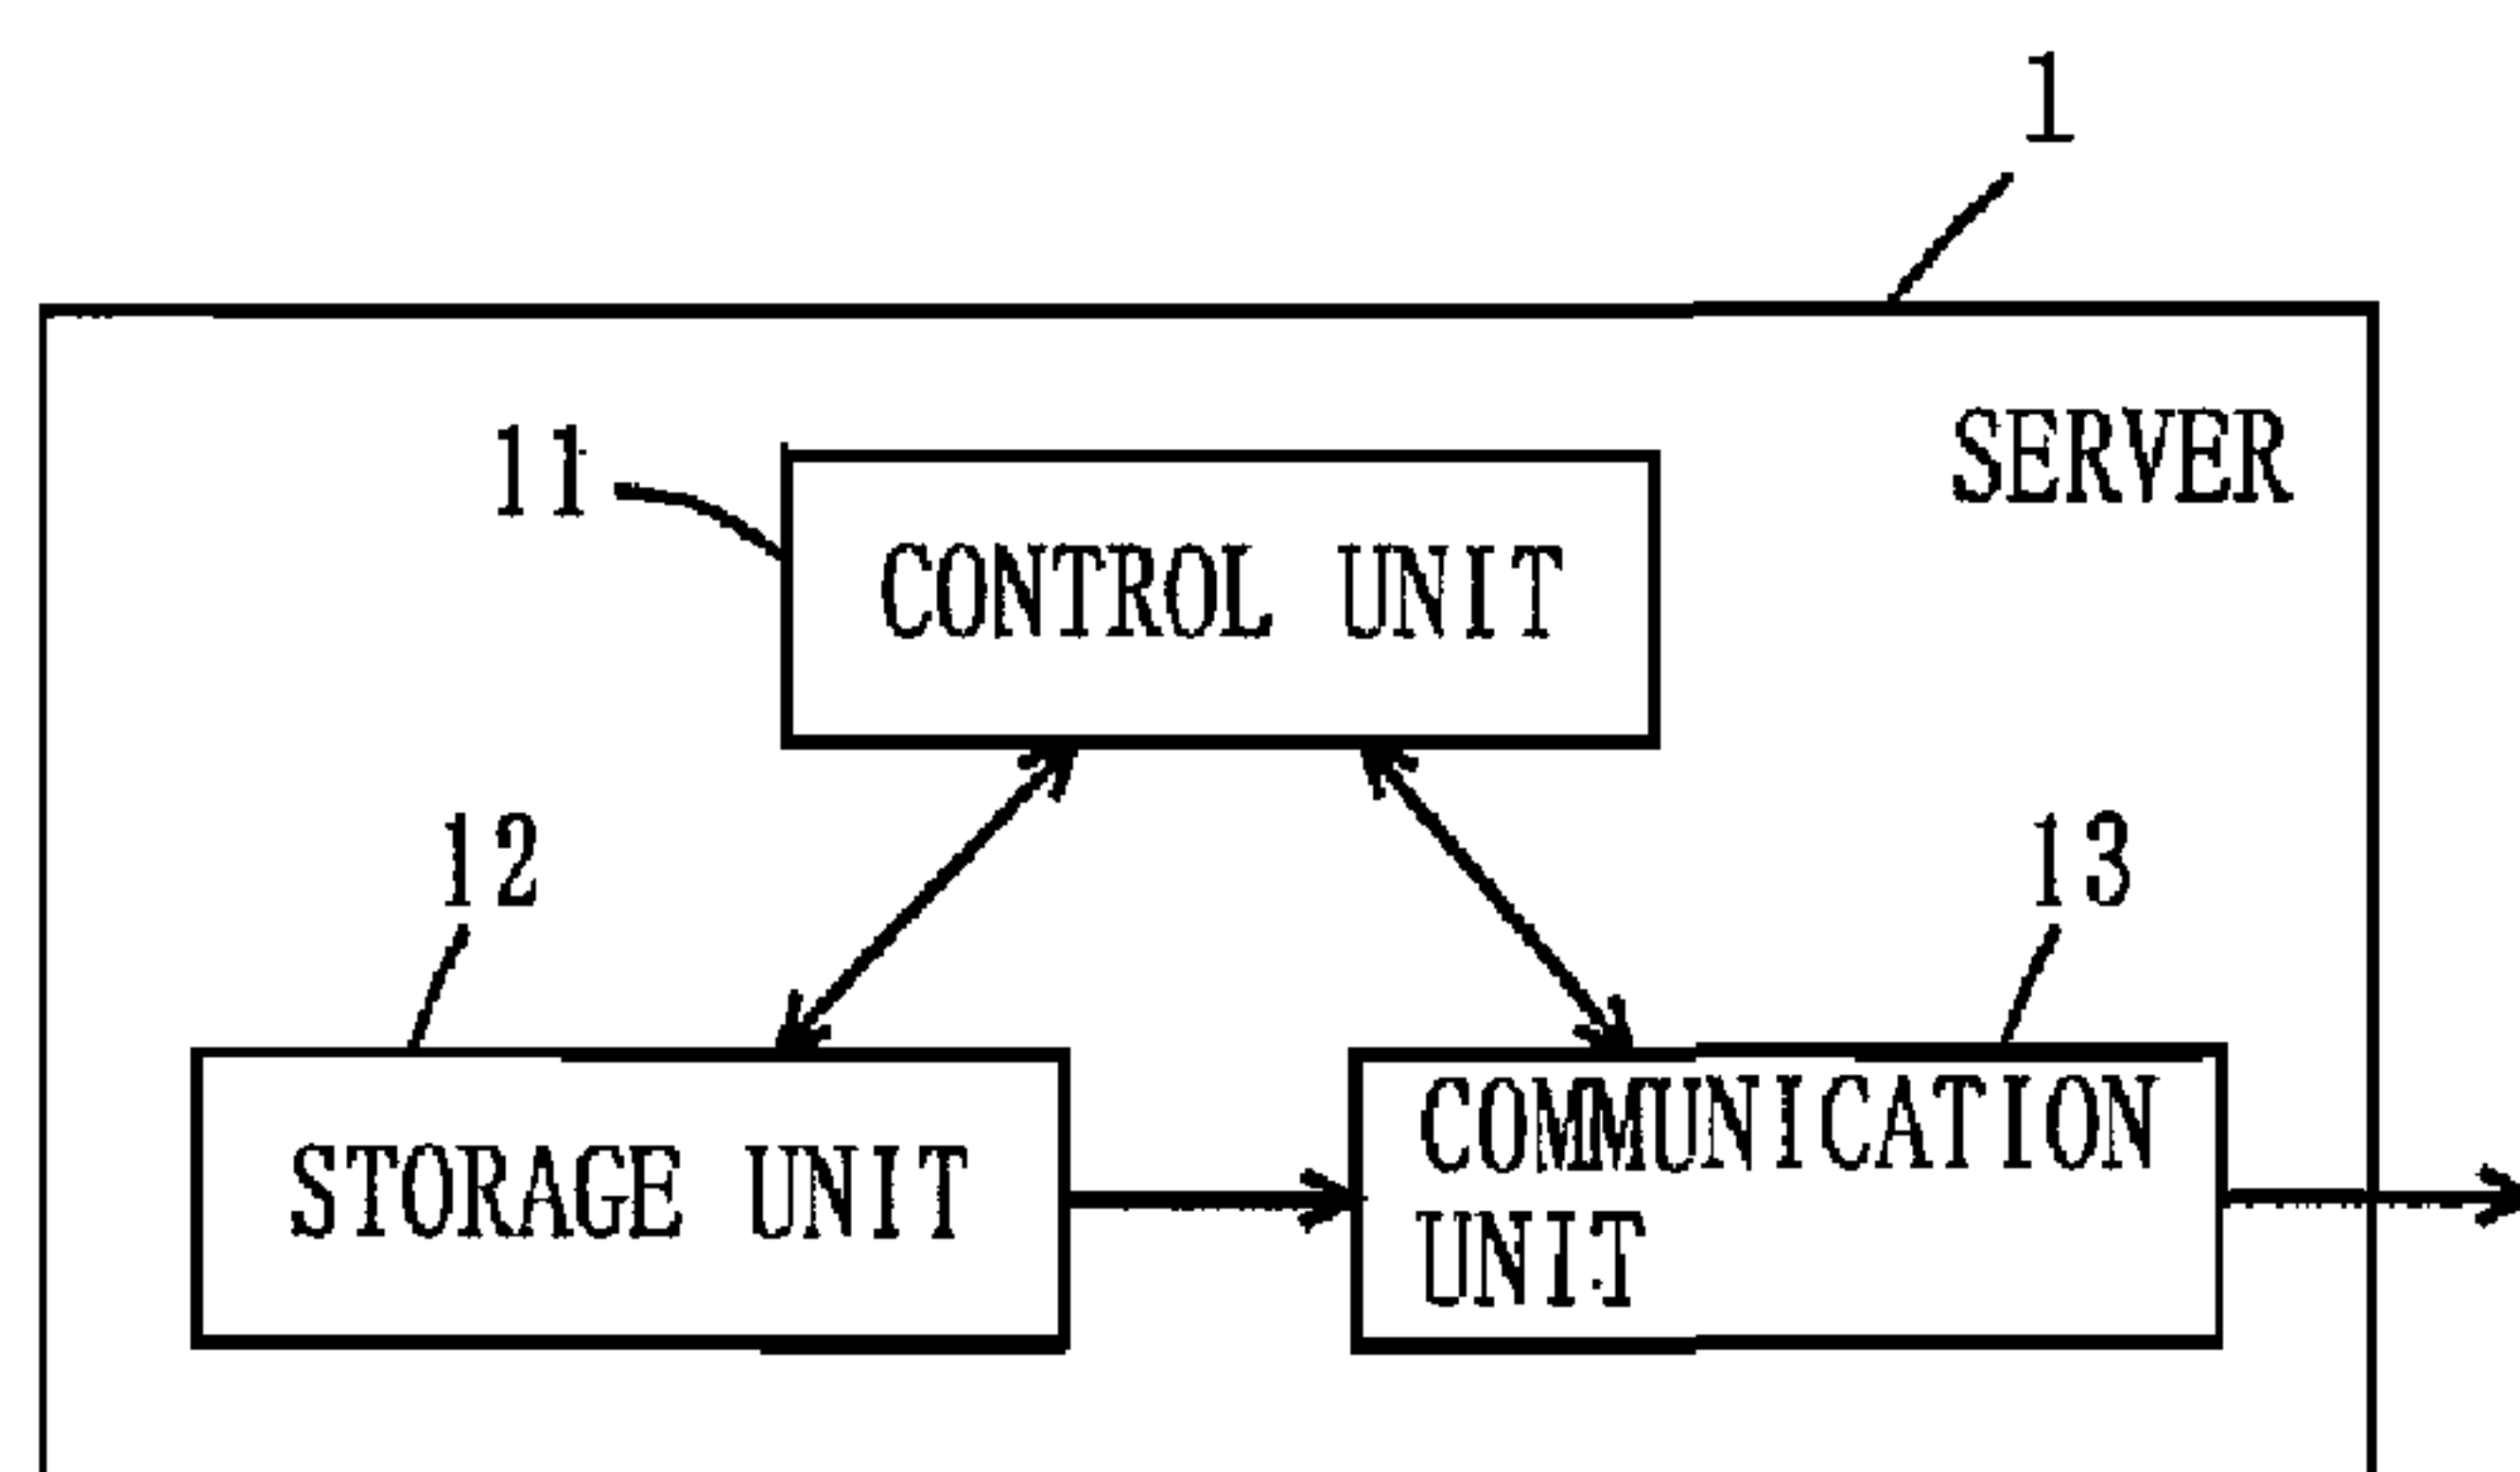 1
SERVER
11
CONTROL UNIT
12
13
STORAGE UNIT
COMMUNICATION
UNIT